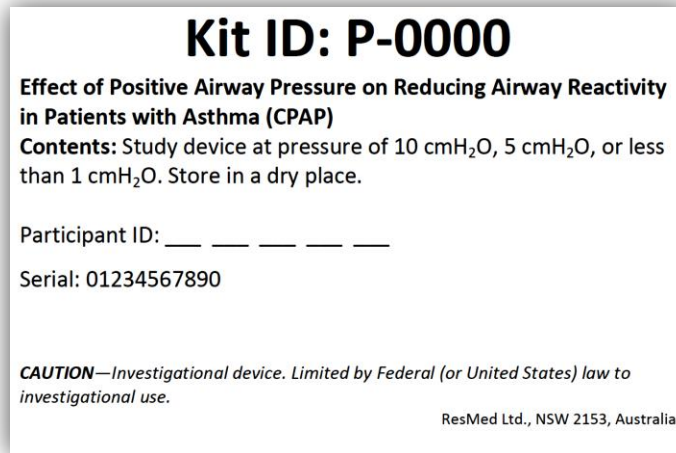 Kit ID: P-0000
Effect of Positive Airway Pressure on Reducing Airway Reactivity
in Patients with Asthma (CPAP)
Contents: Study device at pressure of 10 cmH₂O, 5 cmH₂O, or less
than 1 cmH₂O. Store in a dry place.
Participant ID: ___ ___ ___ ___ ___
Serial: 01234567890
CAUTION—Investigational device. Limited by Federal (or United States) law to
investigational use.
ResMed Ltd., NSW 2153, Australia